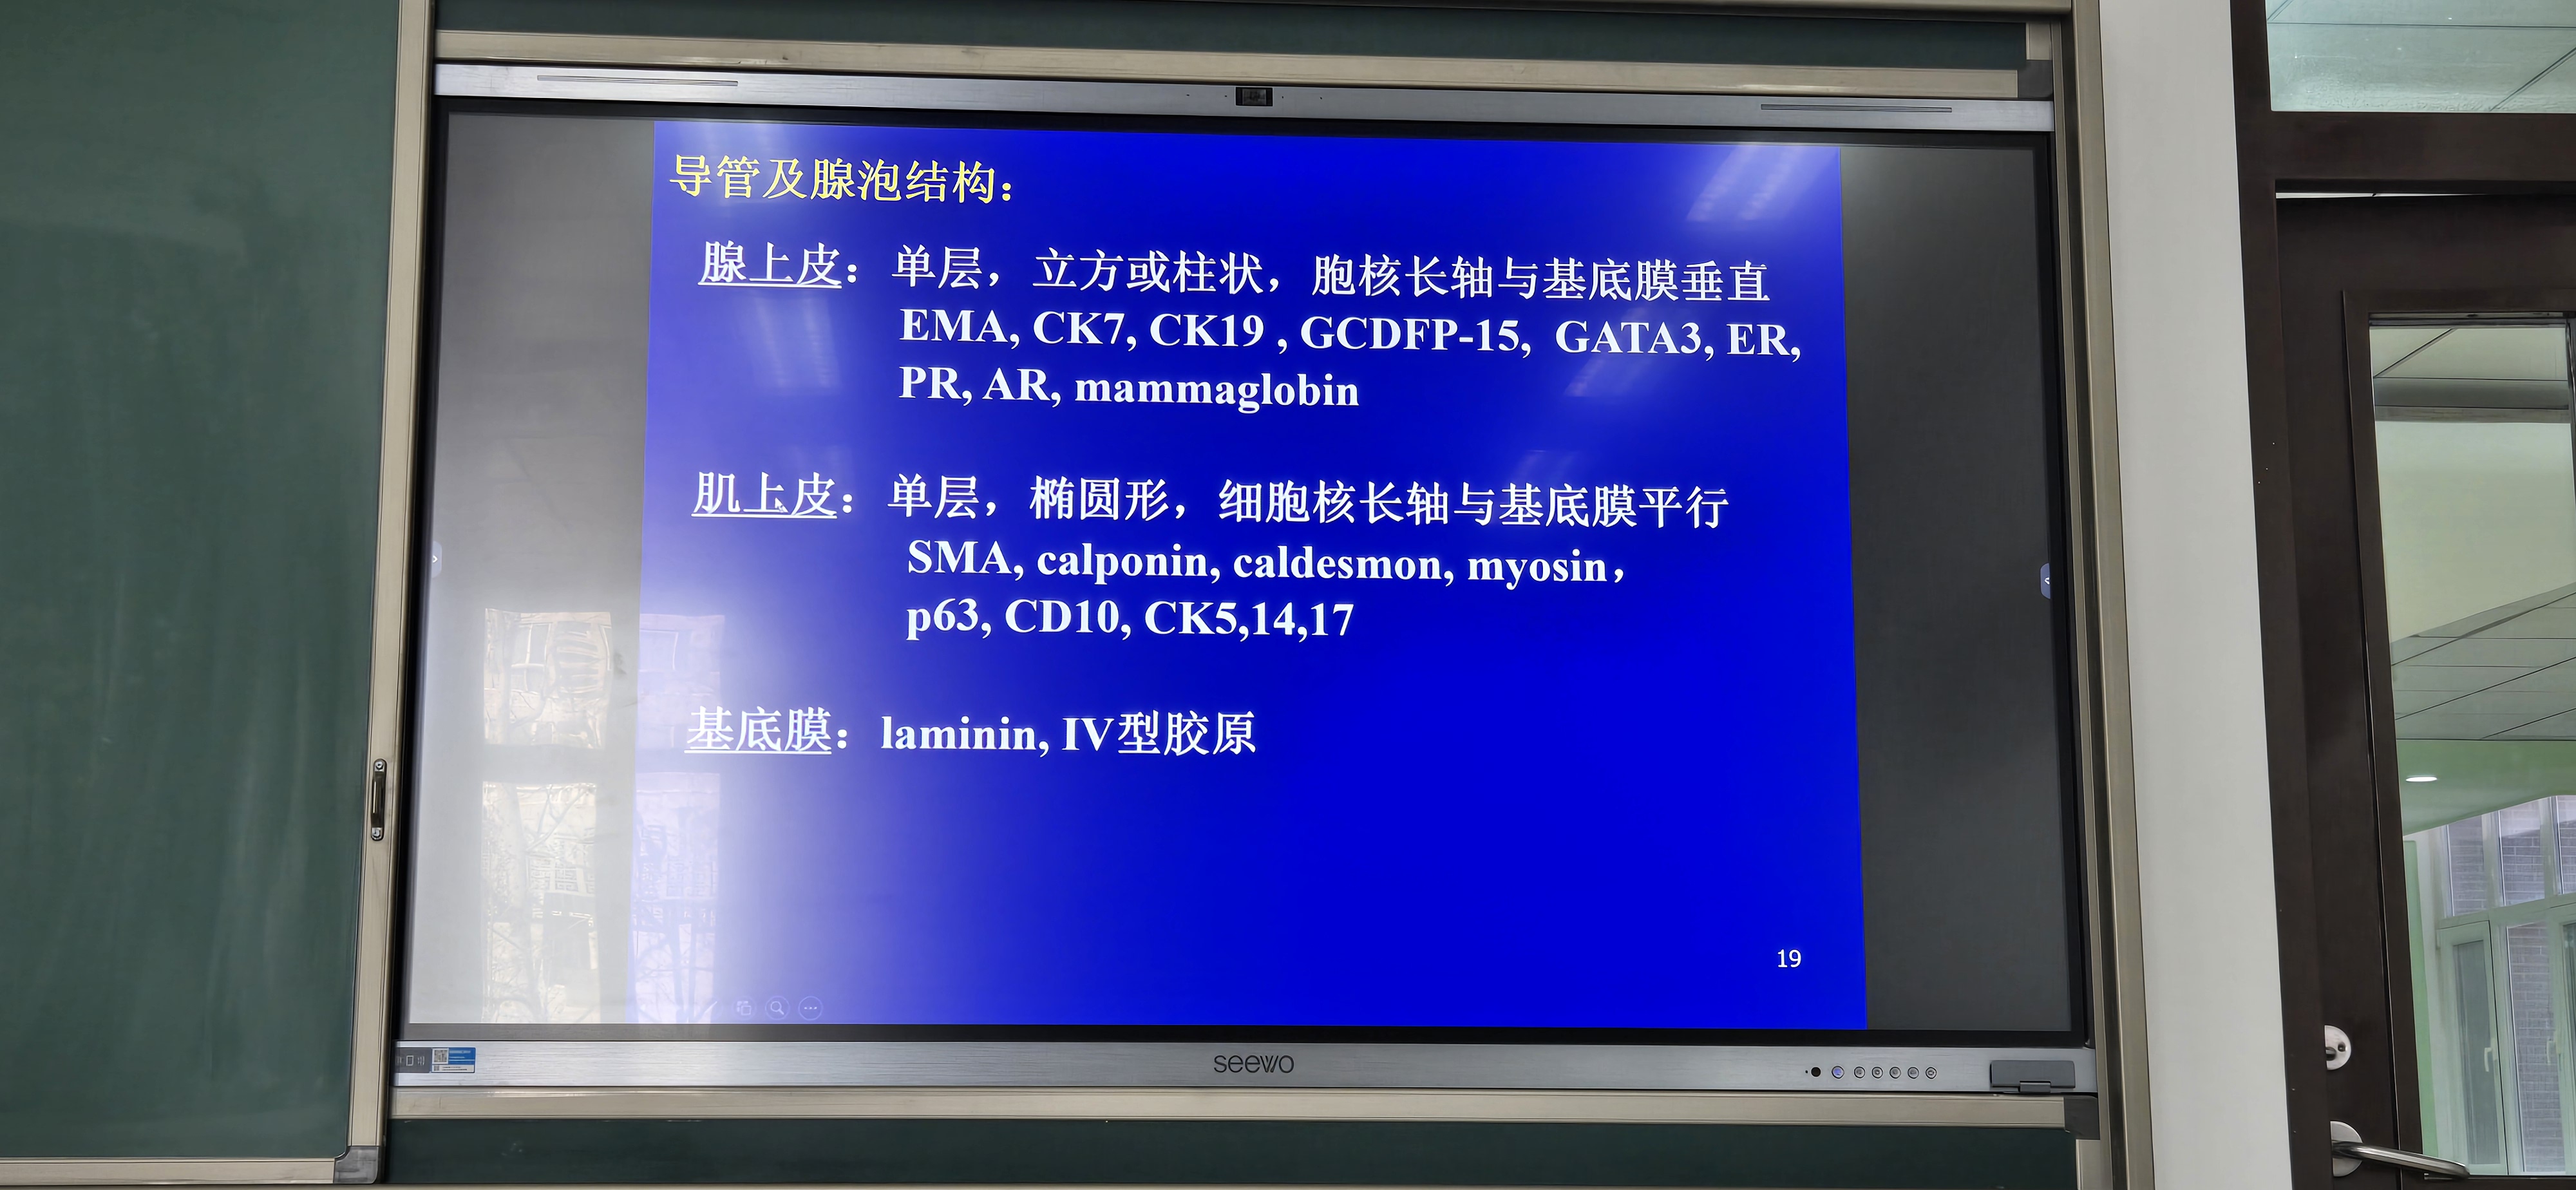 导管及腺泡结构：
腺上皮：单层，立方或柱状，胞核长轴与基底膜垂直
EMA, CK7, CK19 , GCDFP-15, GATA3, ER,
PR, AR, mammaglobin
肌上皮：单层，椭圆形，细胞核长轴与基底膜平行
SMA, calponin, caldesmon, myosin，
p63, CD10, CK5,14,17
基底膜：laminin, IV型胶原
19
seewo